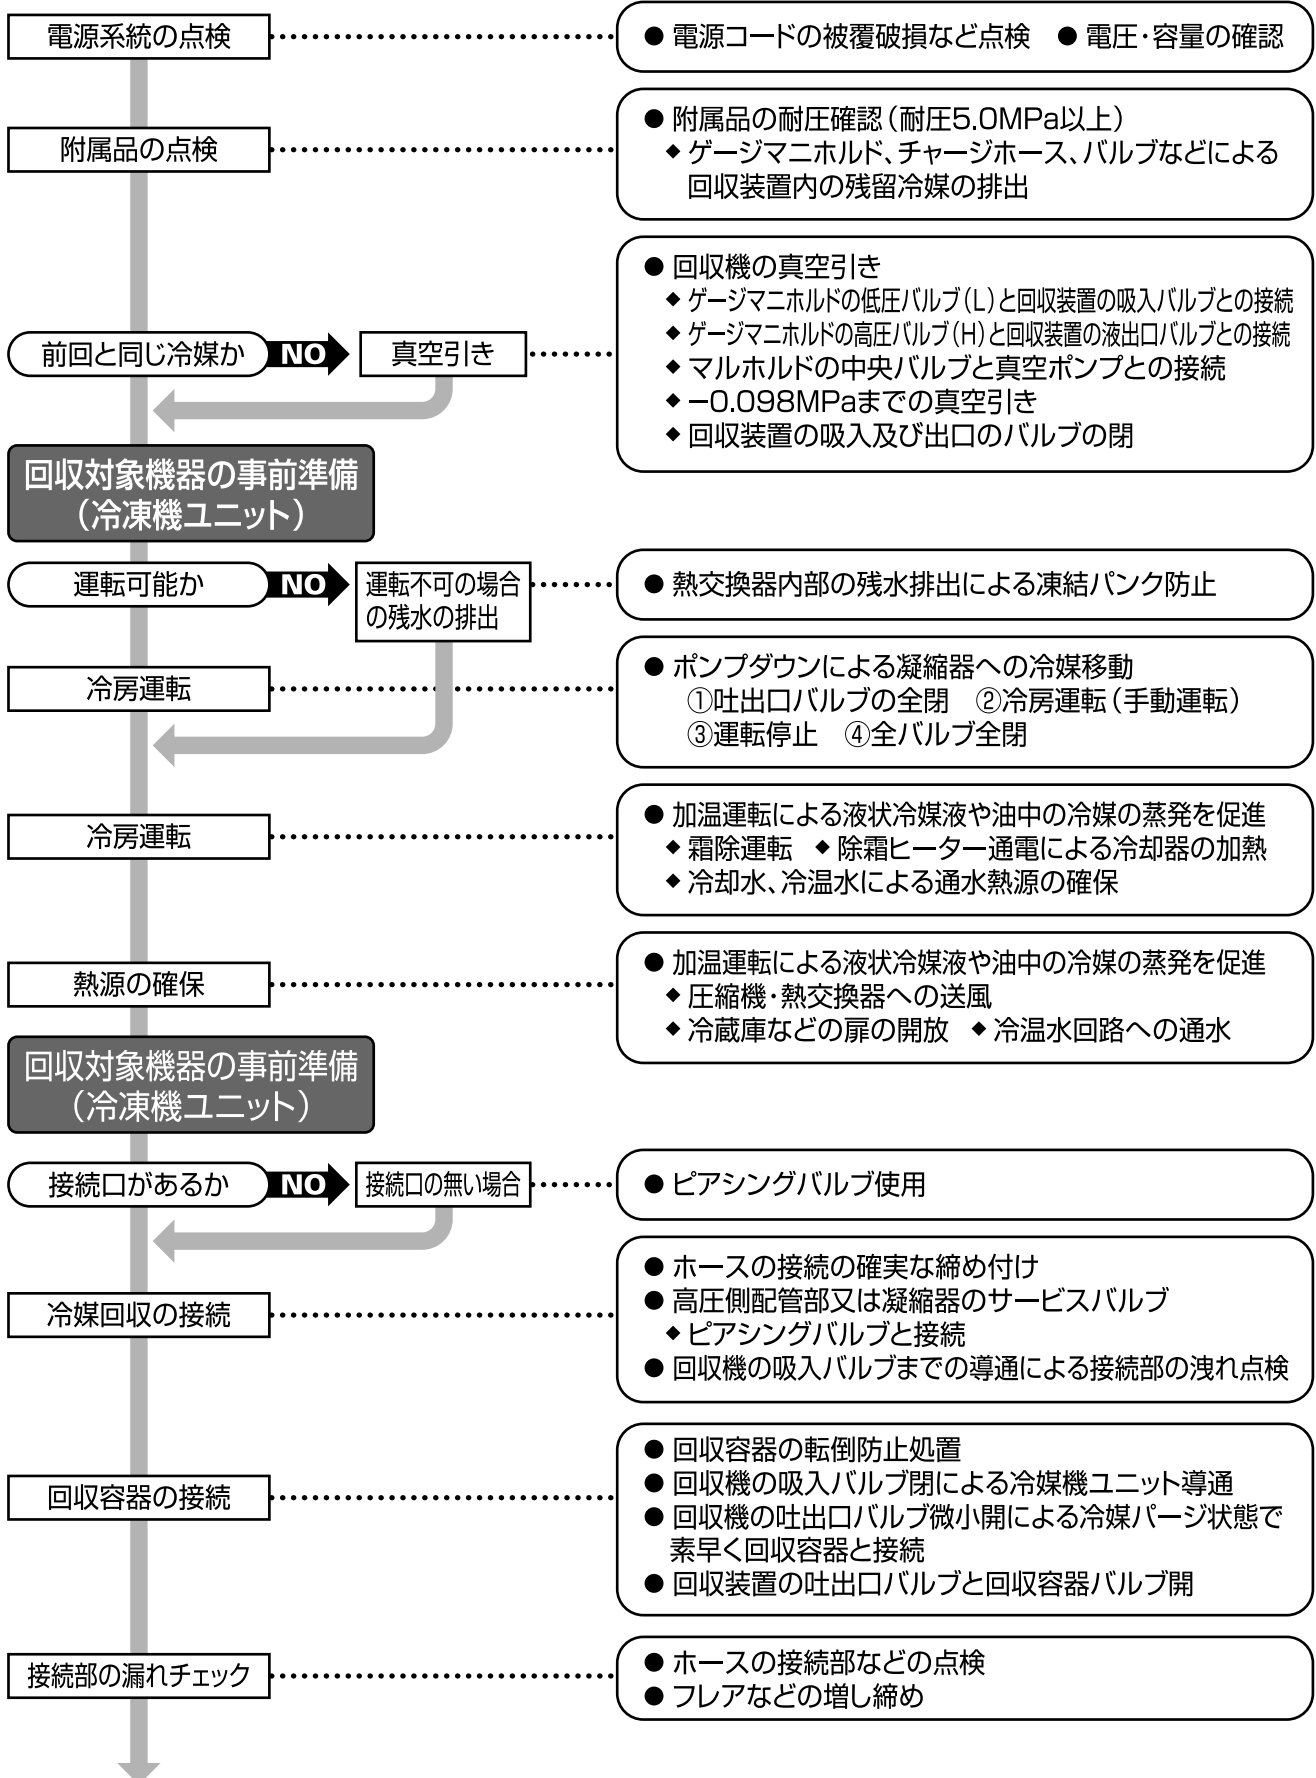 電源系統の点検
● 電源コードの被覆破損など点検 ● 電圧・容量の確認
附属品の点検
● 附属品の耐圧確認（耐圧5.0MPa以上）
◆ ゲージマニホルド、チャージホース、バルブなどによる
回収装置内の残留冷媒の排出
前回と同じ冷媒か
NO
真空引き
● 回収機の真空引き
◆ ゲージマニホルドの低圧バルブ（L）と回収装置の吸入バルブとの接続
◆ ゲージマニホルドの高圧バルブ（H）と回収装置の液出口バルブとの接続
◆ マルホルドの中央バルブと真空ポンプとの接続
◆ −0.098MPaまでの真空引き
◆ 回収装置の吸入及び出口のバルブの閉
回収対象機器の事前準備
（冷凍機ユニット）
運転可能か
NO
運転不可の場合
の残水の排出
● 熱交換器内部の残水排出による凍結パンク防止
冷房運転
● ポンプダウンによる凝縮器への冷媒移動
①吐出口バルブの全閉 ②冷房運転（手動運転）
③運転停止 ④全バルブ全閉
冷房運転
● 加温運転による液状冷媒液や油中の冷媒の蒸発を促進
◆ 霜除運転 ◆ 除霜ヒーター通電による冷却器の加熱
◆ 冷却水、冷温水による通水熱源の確保
熱源の確保
● 加温運転による液状冷媒液や油中の冷媒の蒸発を促進
◆ 圧縮機・熱交換器への送風
◆ 冷蔵庫などの扉の開放 ◆ 冷温水回路への通水
回収対象機器の事前準備
（冷凍機ユニット）
接続口があるか
NO
接続口の無い場合
● ピアシングバルブ使用
冷媒回収の接続
● ホースの接続の確実な締め付け
● 高圧側配管部又は凝縮器のサービスバルブ
◆ ピアシングバルブと接続
● 回収機の吸入バルブまでの導通による接続部の洩れ点検
回収容器の接続
● 回収容器の転倒防止処置
● 回収機の吸入バルブ閉による冷媒機ユニット導通
● 回収機の吐出口バルブ微小開による冷媒パージ状態で
素早く回収容器と接続
● 回収装置の吐出口バルブと回収容器バルブ開
接続部の漏れチェック
● ホースの接続部などの点検
● フレアなどの増し締め